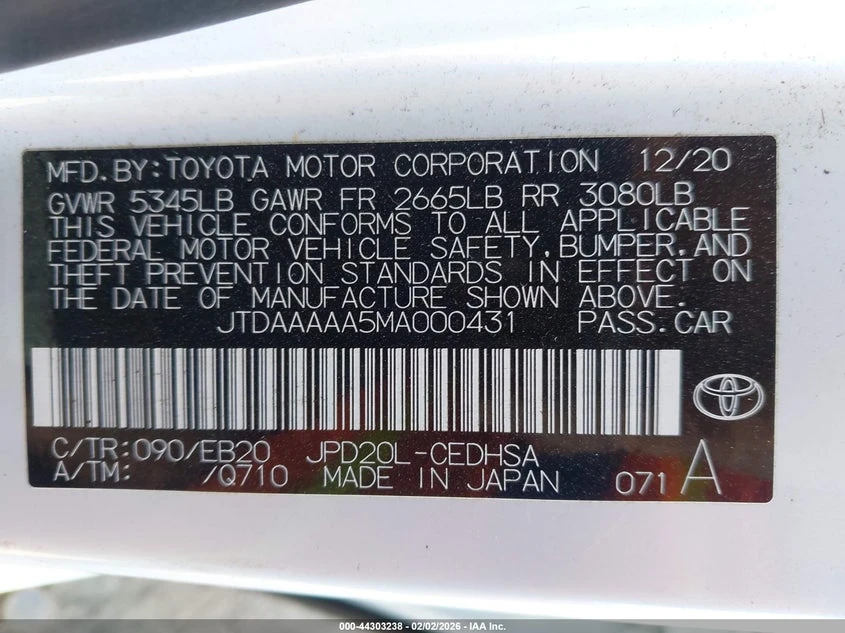 MFD.BY:TOYOTA MOTOR CORPORATION 12/20
GVWR 5345LB GAWR FR 2665LB RR 3080LB
THIS VEHICLE CONFORMS TO ALL APPLICABLE
FEDERAL MOTOR VEHICLE SAFETY,BUMPER,AND
THEFT PREVENTION STANDARDS IN EFFECT ON
THE DATE OF MANUFACTURE SHOWN ABOVE.
JTDAAAAA5MA000431 PASS.CAR
C/TR:090/EB20 JPD20L-CEDHSA
A/TM: /Q710 MADE IN JAPAN 071 A
000-44303238 - 02/02/2026 - IAA Inc.